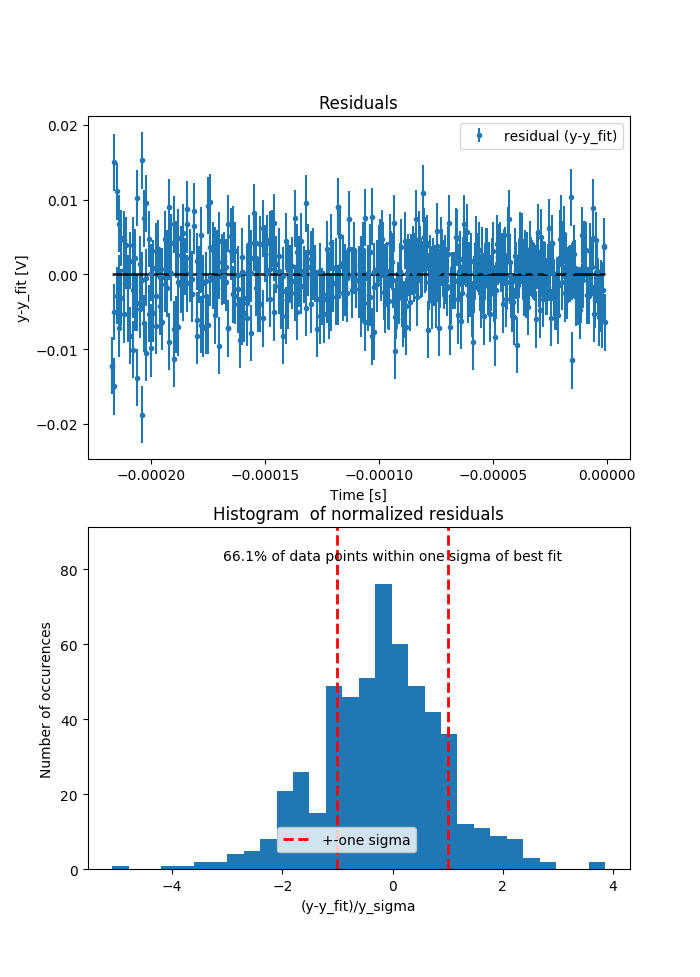 Residuals
residual (y-y_fit)
0.02
0.01
0.00
−0.01
−0.02
y-y_fit [V]
−0.00020 −0.00015 −0.00010 −0.00005 0.00000
Time [s]
Histogram  of normalized residuals
66.1% of data points within one sigma of best fit
80
60
40
20
0
Number of occurences
+-one sigma
−4 −2 0 2 4
(y-y_fit)/y_sigma